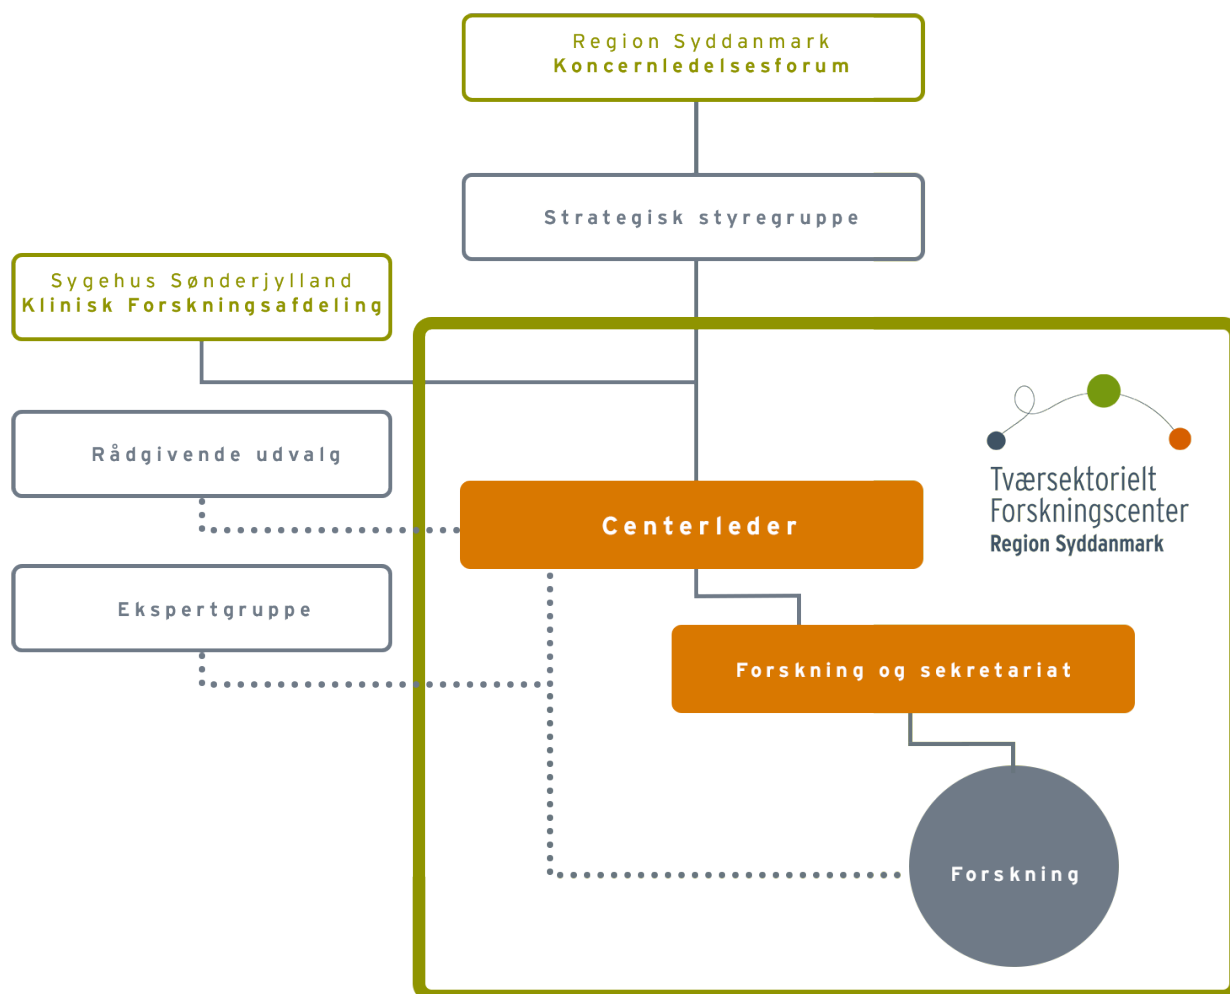 Region Syddanmark
Koncernledelsesforum
Strategisk styregruppe
Sygehus Sønderjylland
Klinisk Forskningsafdeling
Rådgivende udvalg
Ekspertgruppe
Centerleder
Tværsektorielt
Forskningscenter
Region Syddanmark
Forskning og sekretariat
Forskning